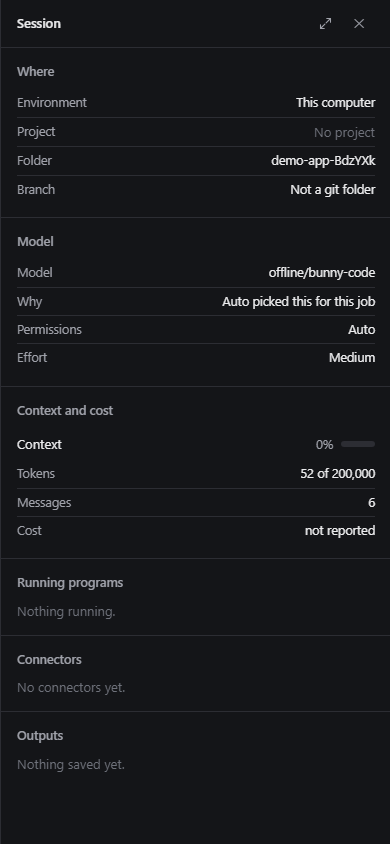 Session
Where
Environment This computer
Project No project
Folder demo-app-BdzYXk
Branch Not a git folder
Model
Model offline/bunny-code
Why Auto picked this for this job
Permissions Auto
Effort Medium
Context and cost
Context 0%
Tokens 52 of 200,000
Messages 6
Cost not reported
Running programs
Nothing running.
Connectors
No connectors yet.
Outputs
Nothing saved yet.